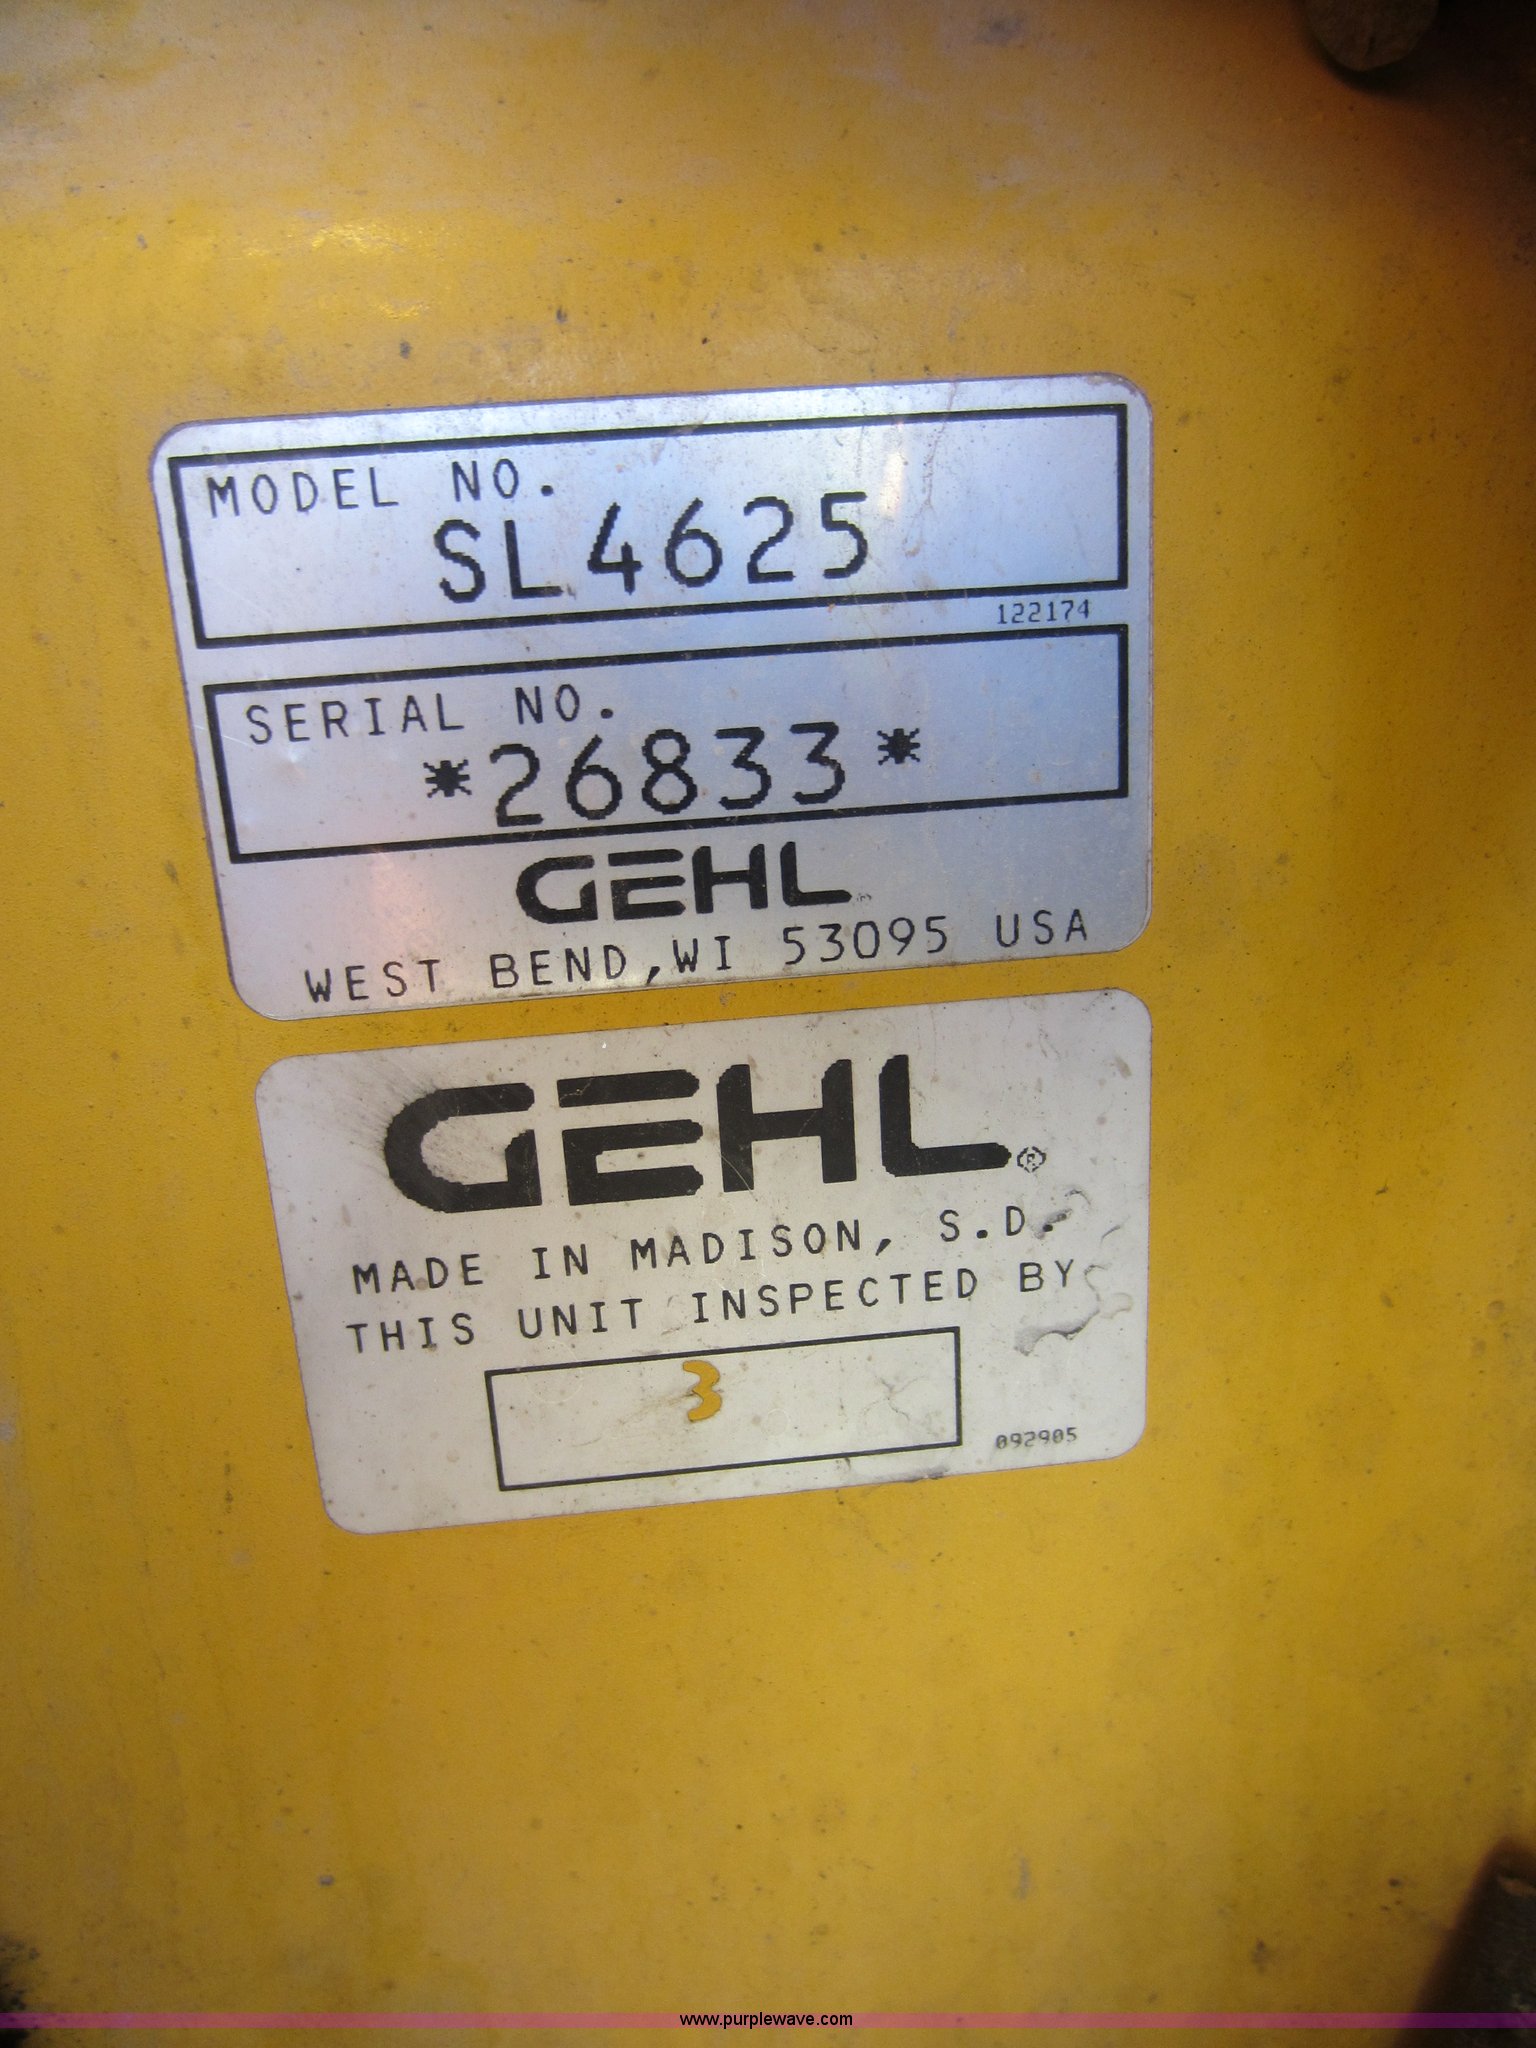 MODEL NO.
SL4625
122174
SERIAL NO.
*26833*
GEHL
WEST BEND, WI 53095 USA
GEHL®
MADE IN MADISON, S.D.
THIS UNIT INSPECTED BY
3
092905
www.purplewave.com